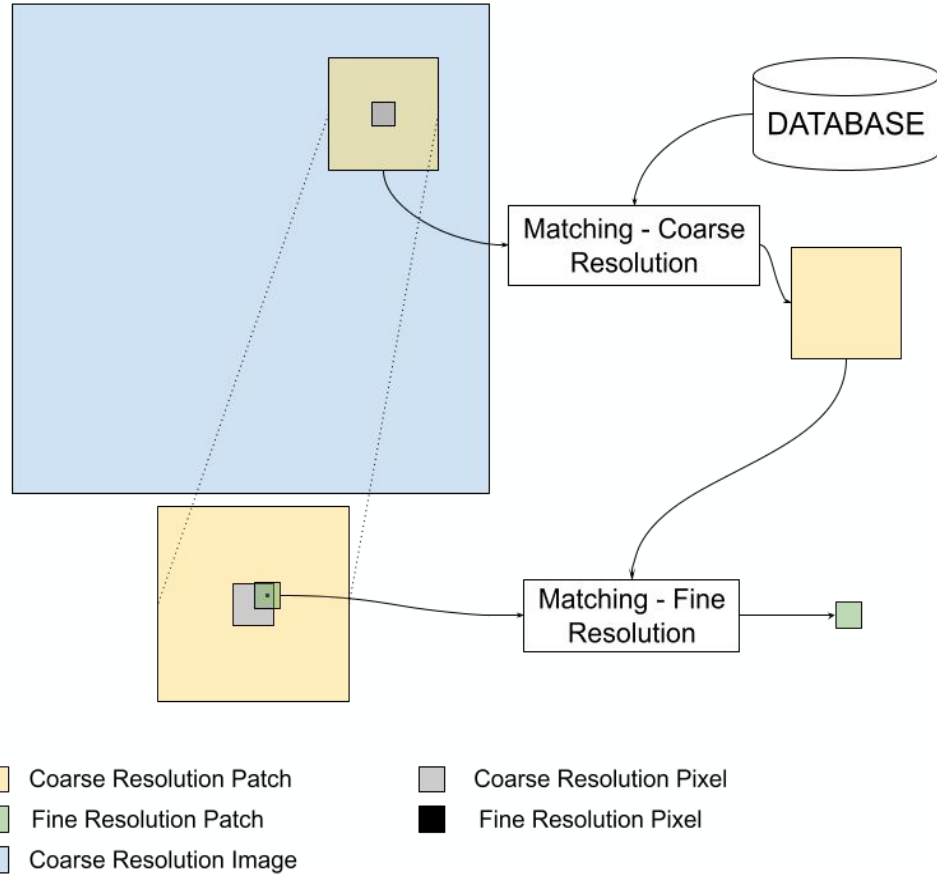 DATABASE
Matching - Coarse
Resolution
Matching - Fine
Resolution
Coarse Resolution Patch
Coarse Resolution Pixel
Fine Resolution Patch
Fine Resolution Pixel
Coarse Resolution Image